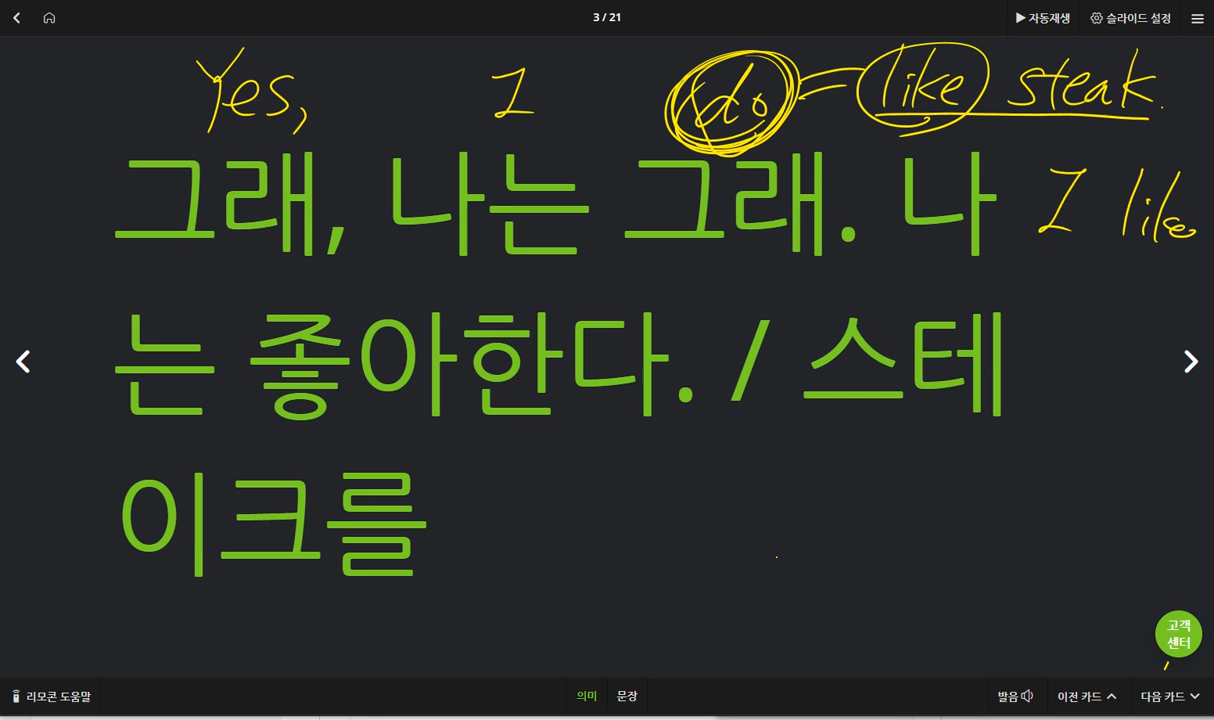 3 / 21
자동재생
슬라이드 설정
Yes, I do like steak.
그래, 나는 그래. 나
I like
는 좋아한다. / 스테
이크를
고객
센터
리모콘 도움말
의미
문장
발음
이전 카드
다음 카드